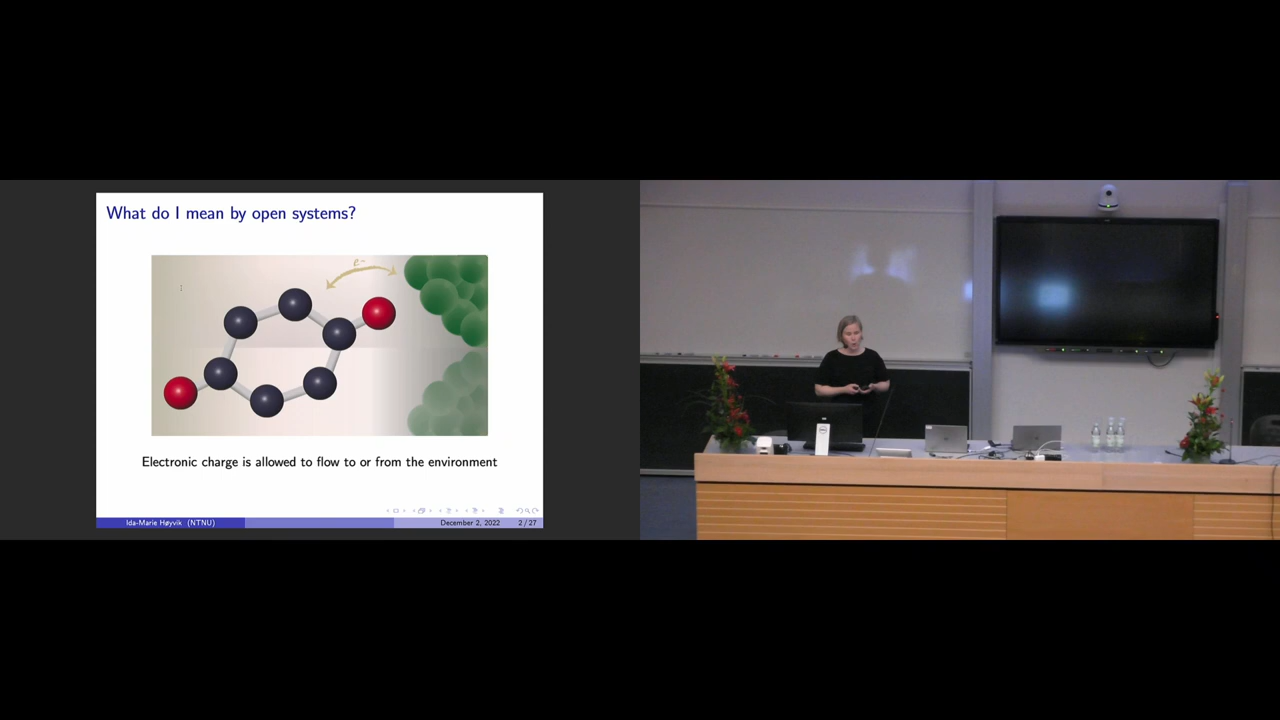 What do I mean by open systems?
e-
Electronic charge is allowed to flow to or from the environment
Ida-Marie Høyvik (NTNU)
December 2, 2022
2 / 27